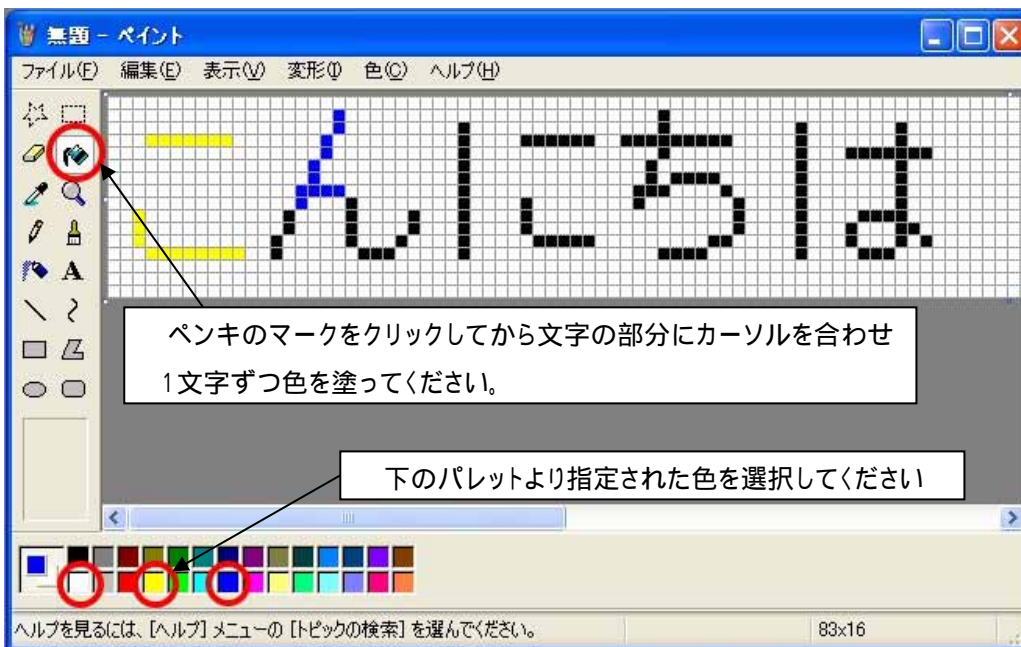 無題 - ペイント
ファイル(F) 編集(E) 表示(V) 変形(I) 色(C) ヘルプ(H)
こんにちは
A
ペンキのマークをクリックしてから文字の部分にカーソルを合わせ
1文字ずつ色を塗ってください。
下のパレットより指定された色を選択してください
ヘルプを見るには、[ヘルプ] メニューの [トピックの検索] を選んでください。 83x16